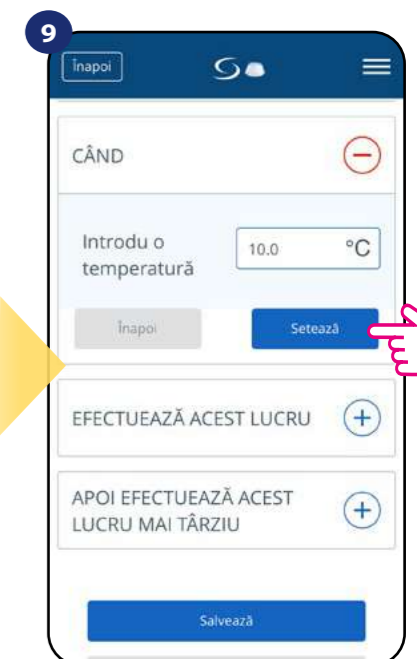 9
Înapoi
CÂND
Introdu o
temperatură
10.0 °C
Înapoi
Setează
EFECTUEAZĂ ACEST LUCRU
APOI EFECTUEAZĂ ACEST
LUCRU MAI TÂRZIU
Salvează